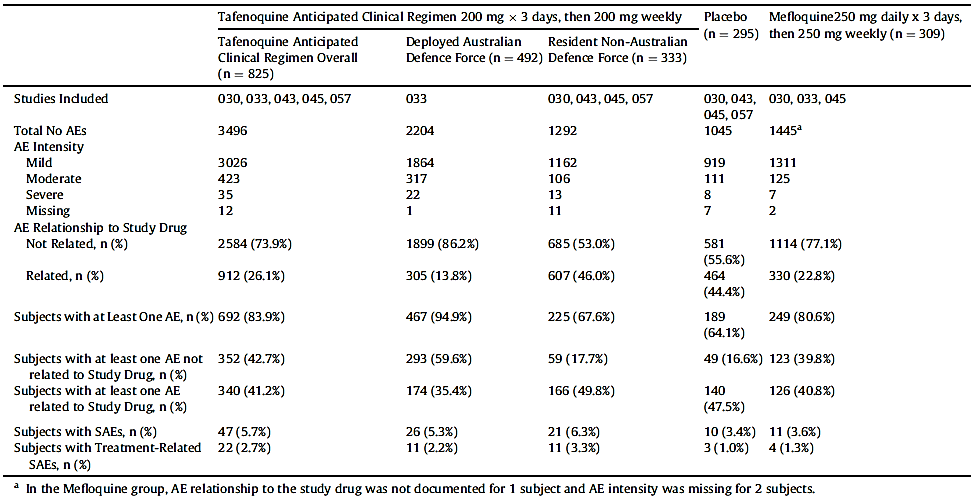 Tafenoquine Anticipated Clinical Regimen 200 mg × 3 days, then 200 mg weekly Placebo (n = 295) Mefloquine250 mg daily x 3 days, then 250 mg weekly (n = 309)
Tafenoquine Anticipated Clinical Regimen Overall (n = 825) Deployed Australian Defence Force (n = 492) Resident Non-Australian Defence Force (n = 333)
Studies Included 030, 033, 043, 045, 057 033 030, 043, 045, 057 030, 043, 045, 057 030, 033, 045
Total No AEs 3496 2204 1292 1045 1445a
AE Intensity
Mild 3026 1864 1162 919 1311
Moderate 423 317 106 111 125
Severe 35 22 13 8 7
Missing 12 1 11 7 2
AE Relationship to Study Drug
Not Related, n (%) 2584 (73.9%) 1899 (86.2%) 685 (53.0%) 581 (55.6%) 1114 (77.1%)
Related, n (%) 912 (26.1%) 305 (13.8%) 607 (46.0%) 464 (44.4%) 330 (22.8%)
Subjects with at Least One AE, n (%) 692 (83.9%) 467 (94.9%) 225 (67.6%) 189 (64.1%) 249 (80.6%)
Subjects with at least one AE not related to Study Drug, n (%) 352 (42.7%) 293 (59.6%) 59 (17.7%) 49 (16.6%) 123 (39.8%)
Subjects with at least one AE related to Study Drug, n (%) 340 (41.2%) 174 (35.4%) 166 (49.8%) 140 (47.5%) 126 (40.8%)
Subjects with SAEs, n (%) 47 (5.7%) 26 (5.3%) 21 (6.3%) 10 (3.4%) 11 (3.6%)
Subjects with Treatment-Related SAEs, n (%) 22 (2.7%) 11 (2.2%) 11 (3.3%) 3 (1.0%) 4 (1.3%)
a In the Mefloquine group, AE relationship to the study drug was not documented for 1 subject and AE intensity was missing for 2 subjects.